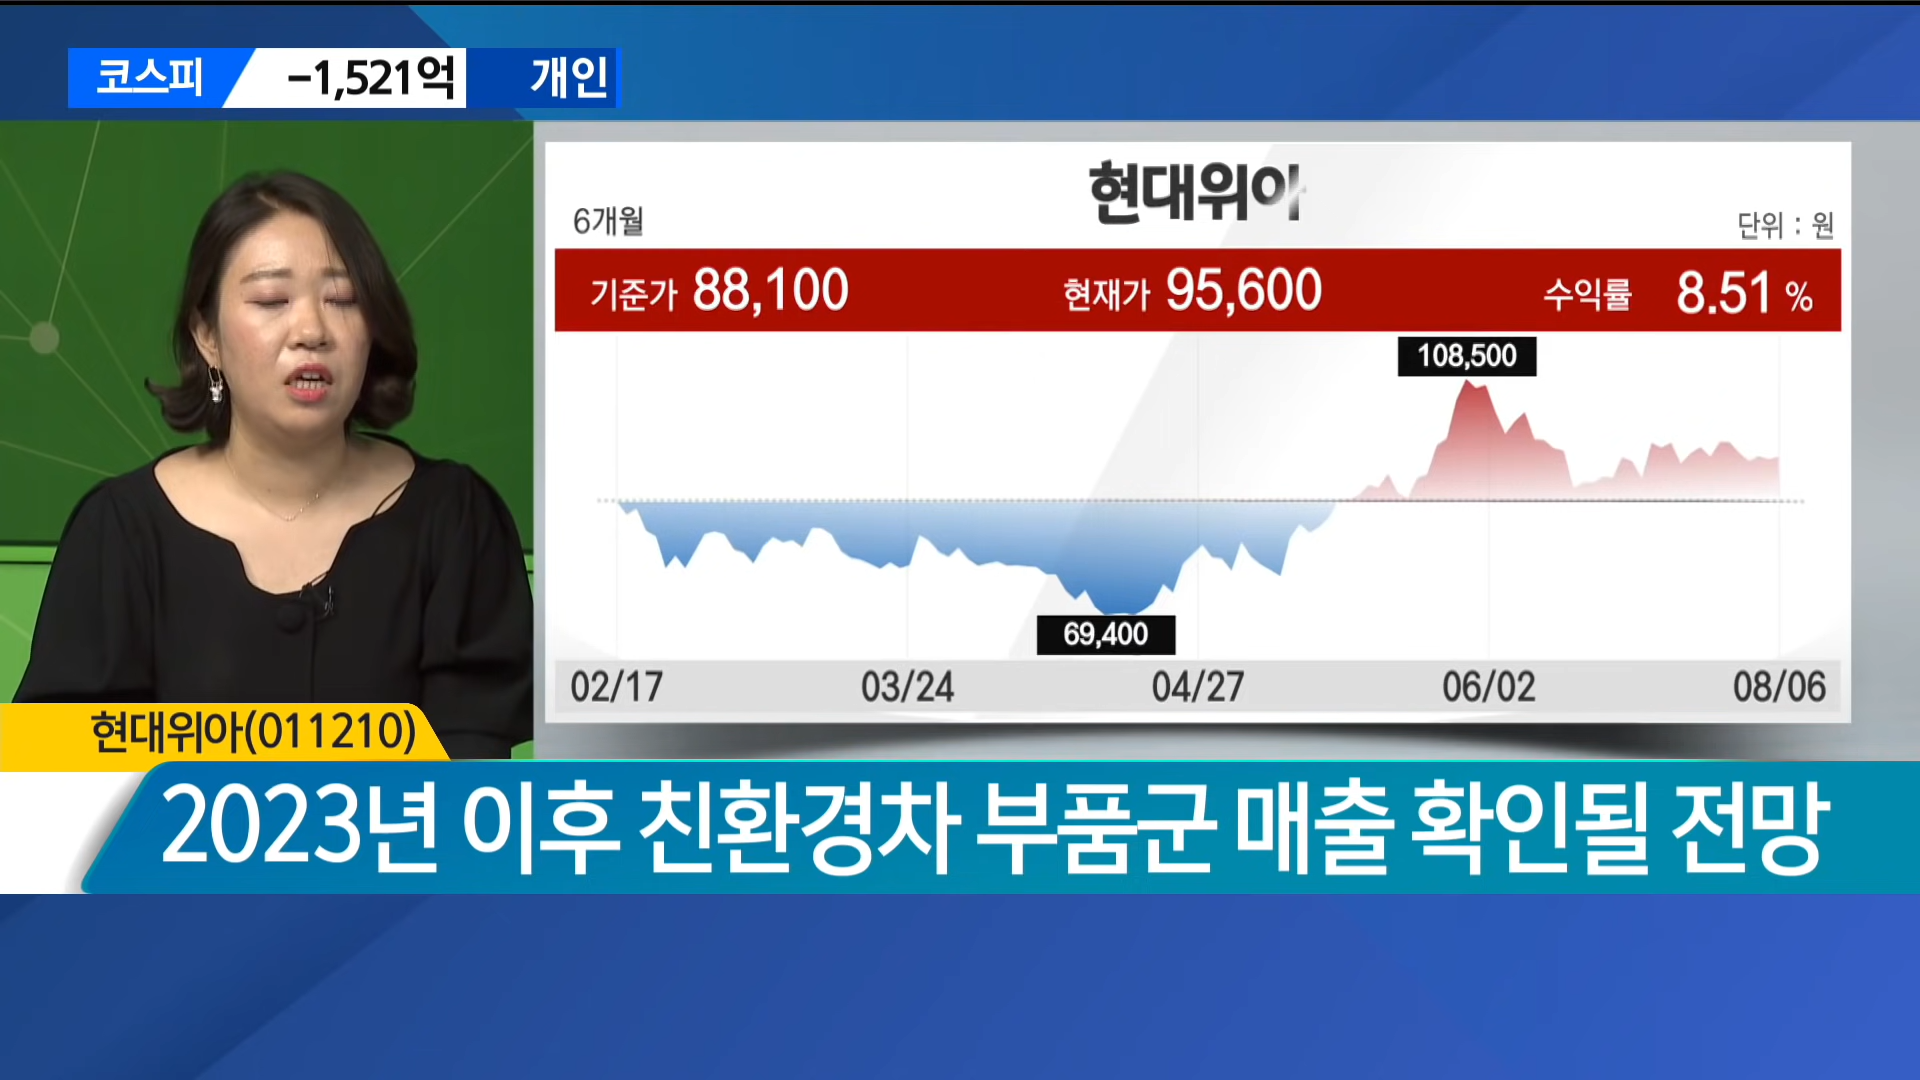 코스피 -1,521억 개인
현대위아
6개월
단위 : 원
기준가 88,100 현재가 95,600 수익률 8.51 %
108,500
69,400
02/17 03/24 04/27 06/02 08/06
현대위아(011210)
2023년 이후 친환경차 부품군 매출 확인될 전망